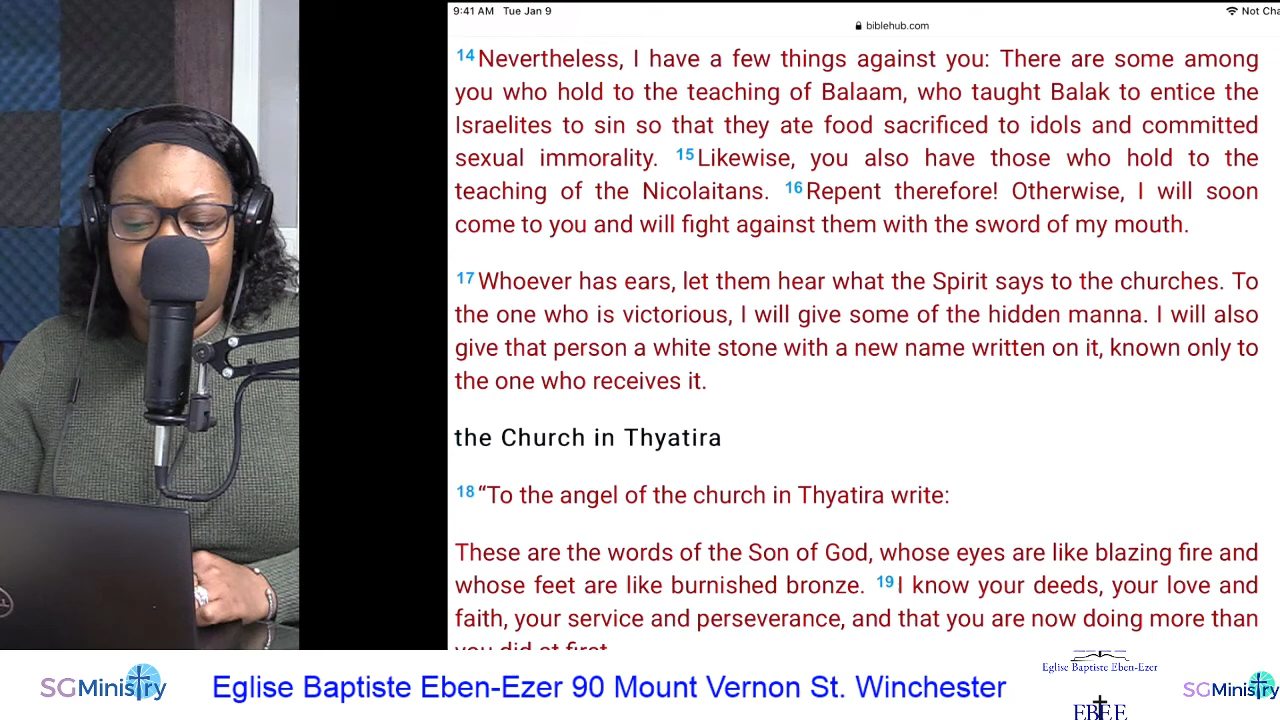 9:41 AM Tue Jan 9
Not Cha
biblehub.com
14 Nevertheless, I have a few things against you: There are some among
you who hold to the teaching of Balaam, who taught Balak to entice the
Israelites to sin so that they ate food sacrificed to idols and committed
sexual immorality. 15 Likewise, you also have those who hold to the
teaching of the Nicolaitans. 16 Repent therefore! Otherwise, I will soon
come to you and will fight against them with the sword of my mouth.
17 Whoever has ears, let them hear what the Spirit says to the churches. To
the one who is victorious, I will give some of the hidden manna. I will also
give that person a white stone with a new name written on it, known only to
the one who receives it.
the Church in Thyatira
18 “To the angel of the church in Thyatira write:
These are the words of the Son of God, whose eyes are like blazing fire and
whose feet are like burnished bronze. 19 I know your deeds, your love and
faith, your service and perseverance, and that you are now doing more than
you did at first.
SGMinistry
Eglise Baptiste Eben-Ezer 90 Mount Vernon St. Winchester
Eglise Baptiste Eben-Ezer
EBEE
SGMinistry